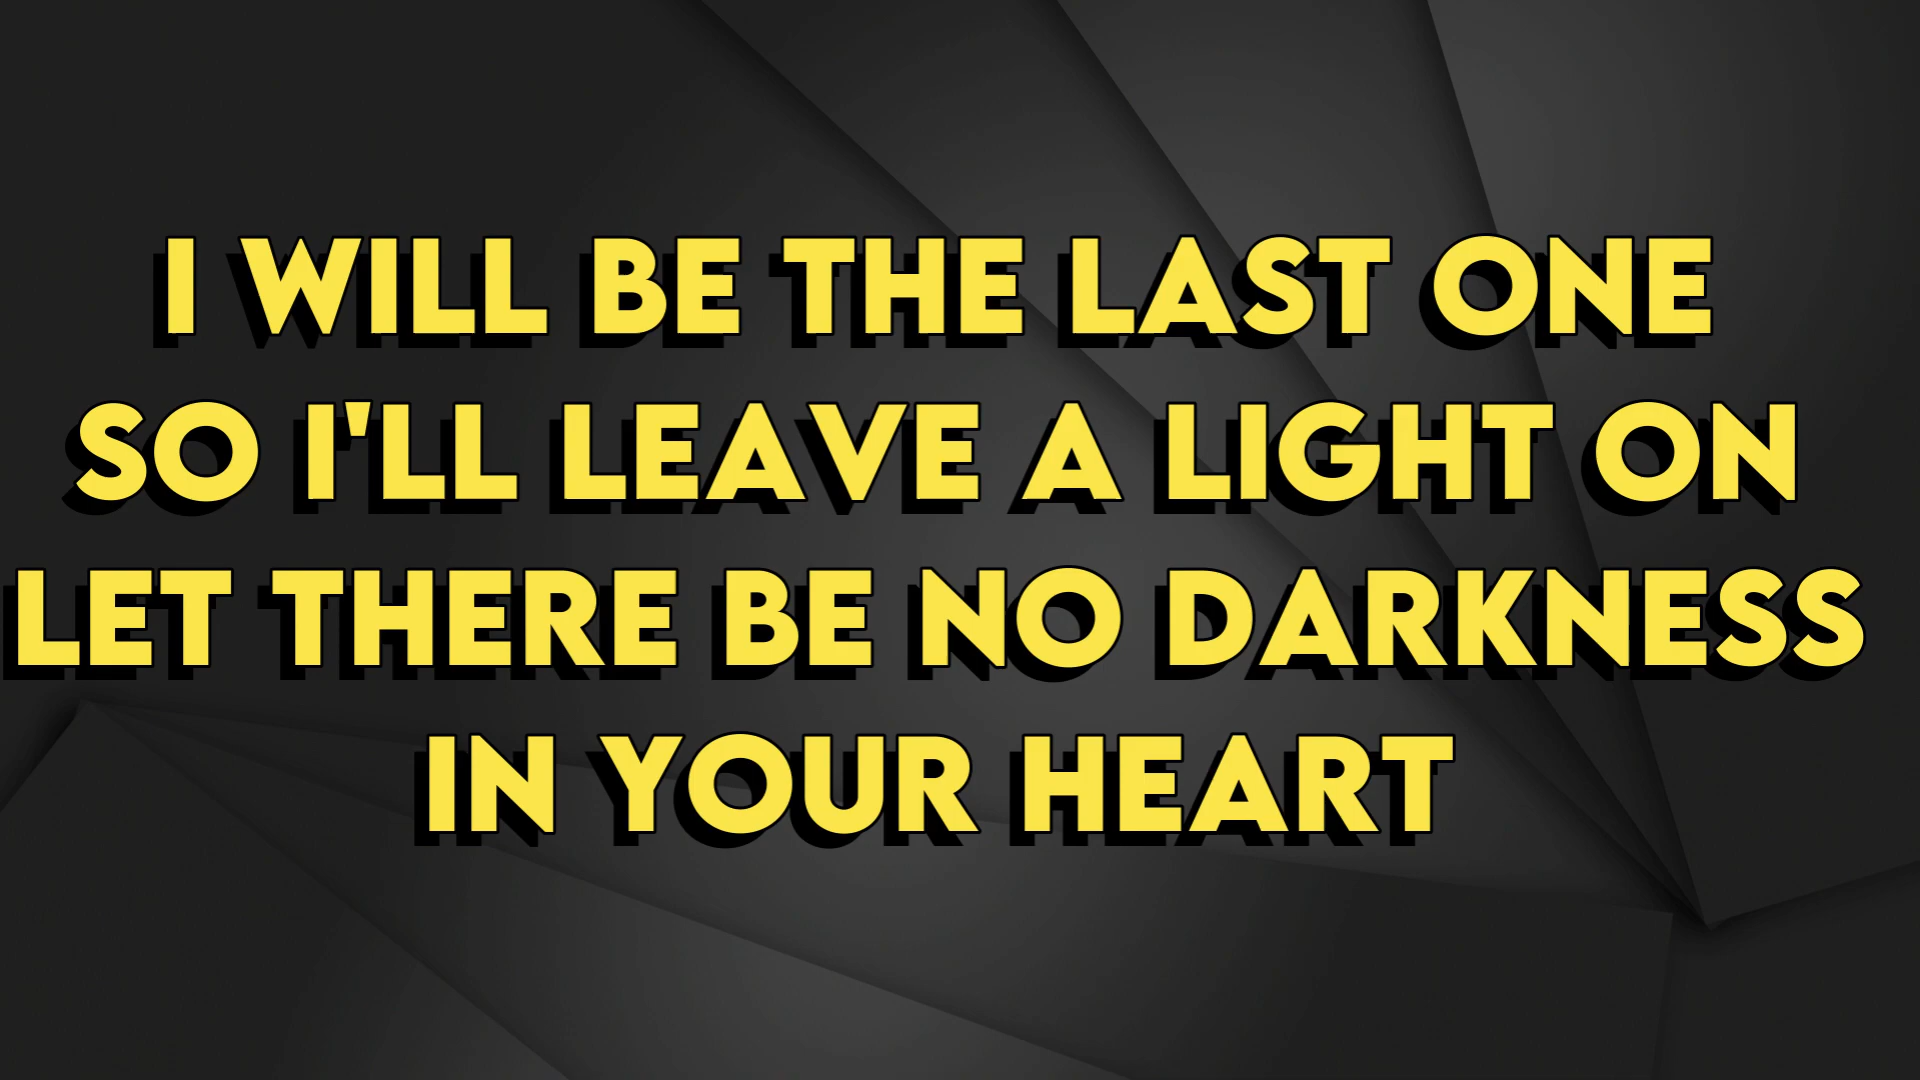 I WILL BE THE LAST ONE
SO I'LL LEAVE A LIGHT ON
LET THERE BE NO DARKNESS
IN YOUR HEART